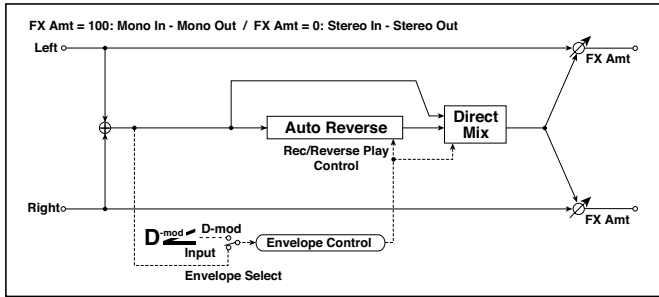 FX Amt = 100: Mono In - Mono Out / FX Amt = 0: Stereo In - Stereo Out
Left
FX Amt
Auto Reverse
Direct
Mix
Rec/Reverse Play
Control
Right
FX Amt
D-mod
D-mod
Input
Envelope Control
Envelope Select